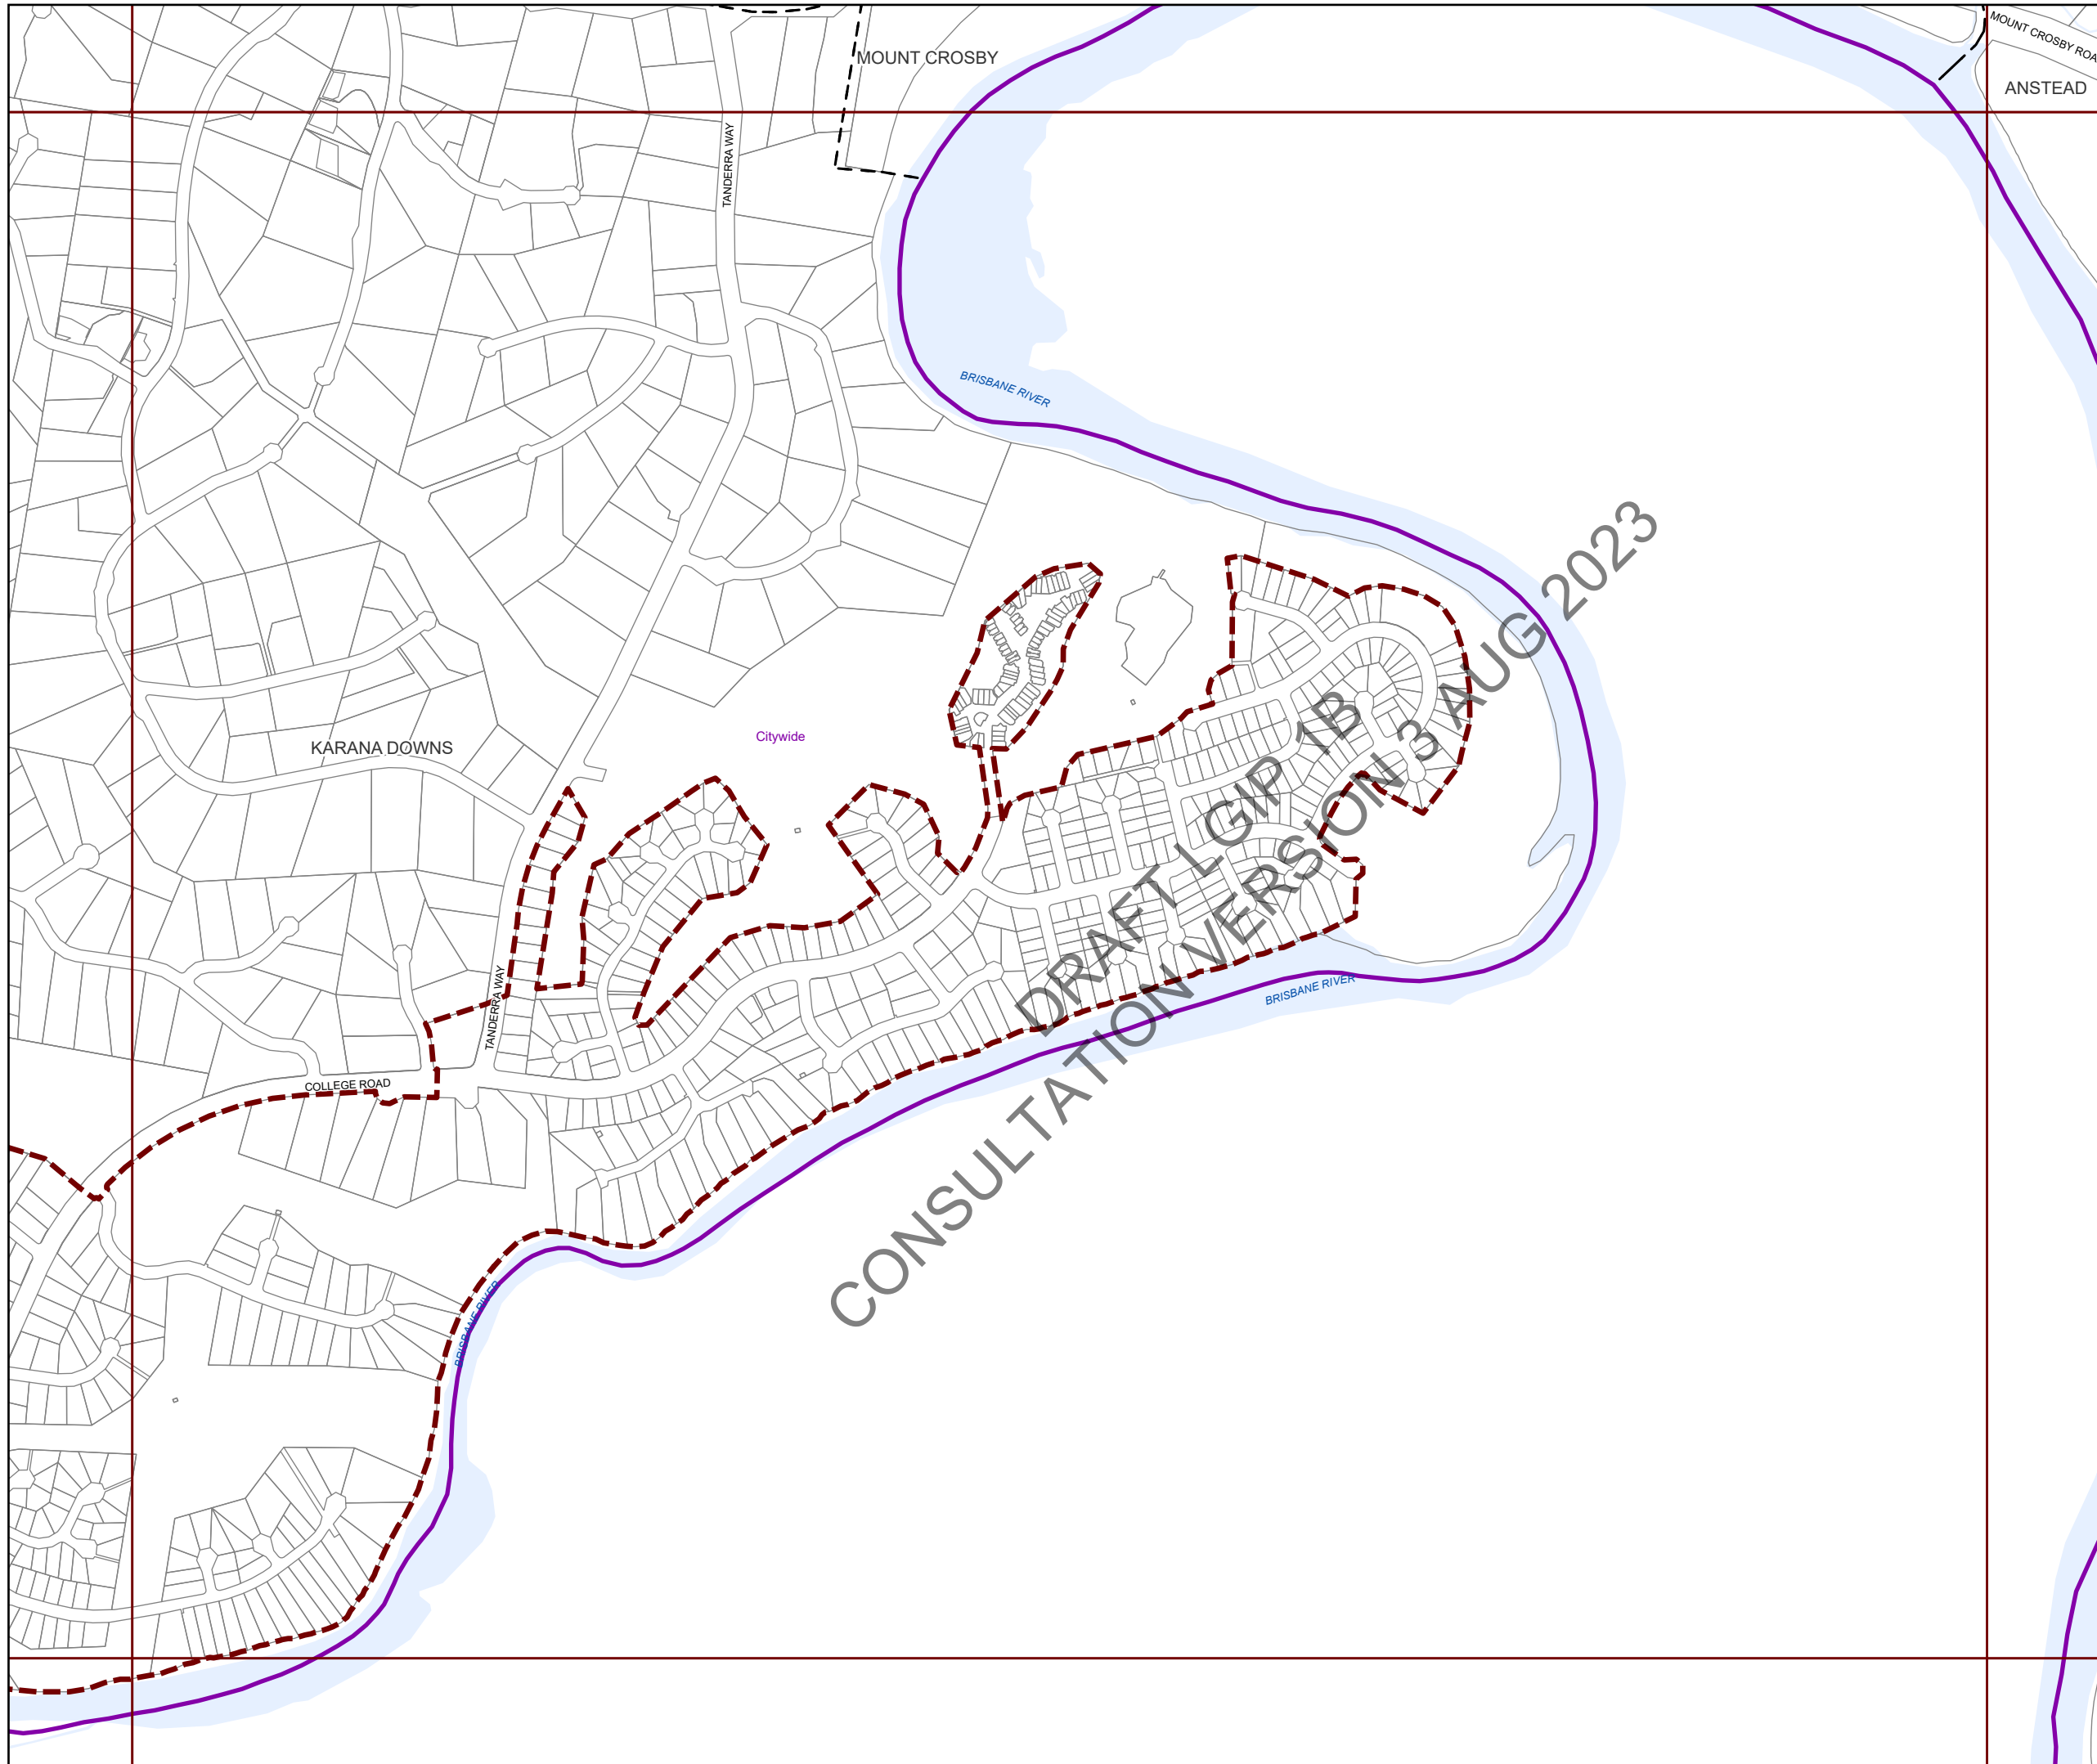 MOUNT CROSBY ROA
MOUNT CROSBY
ANSTEAD
TANDERRA WAY
BRISBANE RIVER
Citywide
KARANA DOWNS
DRAFT LGIP 1B
CONSULTATION VERSION 3 AUG 2023
TANDERRA WAY
BRISBANE RIVER
COLLEGE ROAD
BRISBANE RIVER